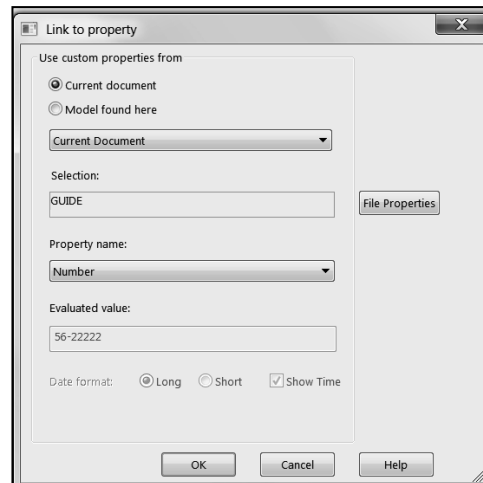 Link to property
X
Use custom properties from
Current document
Model found here
Current Document
Selection:
GUIDE
File Properties
Property name:
Number
Evaluated value:
56-22222
Date format: Long Short Show Time
OK Cancel Help